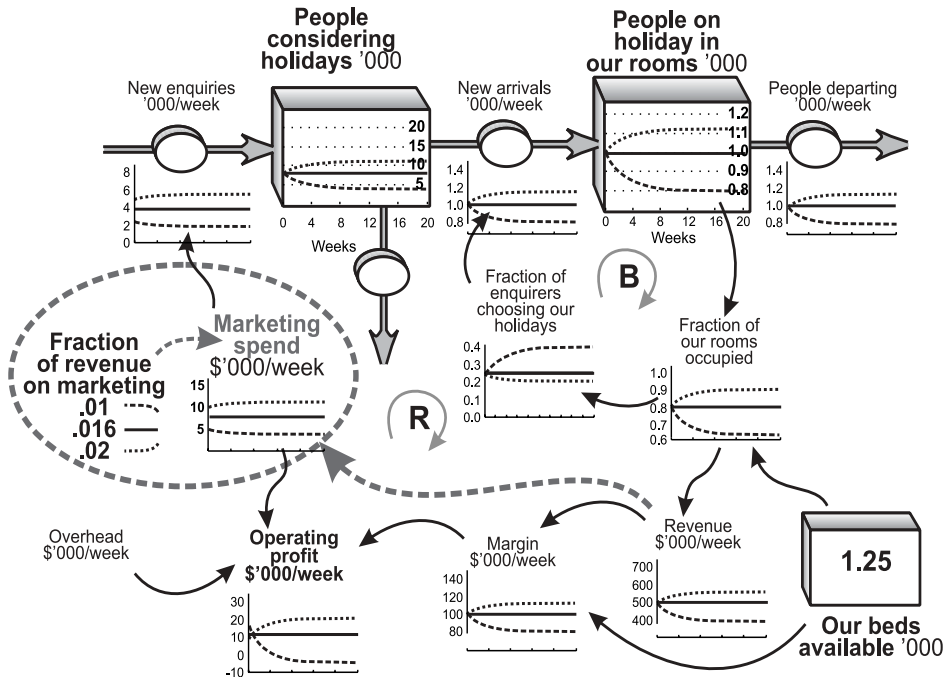 People
considering
holidays '000
People on
holiday in
our rooms '000
New enquiries
'000/week
New arrivals
'000/week
People departing
'000/week
20
15
10
5
0 4 8 12 16 20
Weeks
1.2
1.1
1.0
0.9
0.8
0 4 8 12 16 20
Weeks
8
6
4
2
0
1.4
1.2
1.0
0.8
1.4
1.2
1.0
0.8
B
Fraction of
enquirers
choosing our
holidays
0.4
0.3
0.2
0.0
Fraction of
our rooms
occupied
1.0
0.9
0.8
0.7
0.6
Fraction
of revenue
on marketing
.01
.016
.02
Marketing
spend
$'000/week
15
10
5
R
Overhead
$'000/week
Operating
profit
$'000/week
30
20
10
0
-10
Margin
$'000/week
140
120
100
80
Revenue
$'000/week
700
600
500
400
1.25
Our beds
available '000